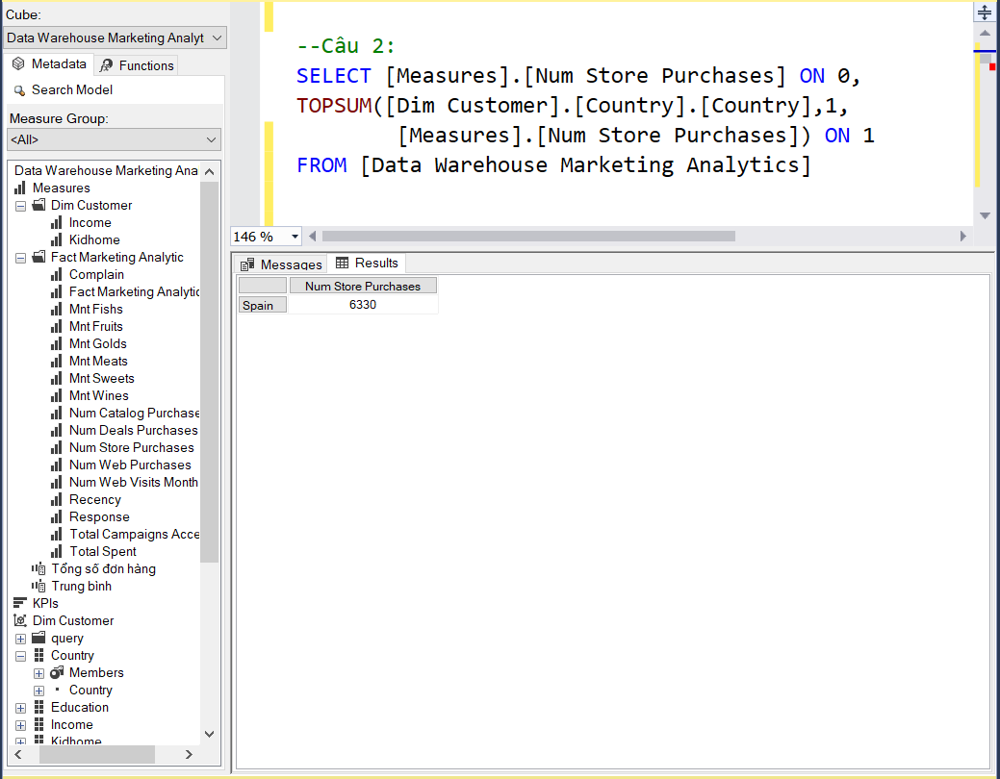 Cube:
Data Warehouse Marketing Analyt
Metadata
Functions
Search Model
Measure Group:
<All>
Data Warehouse Marketing Ana
Measures
Dim Customer
Income
Kidhome
Fact Marketing Analytic
Complain
Fact Marketing Analytic
Mnt Fishs
Mnt Fruits
Mnt Golds
Mnt Meats
Mnt Sweets
Mnt Wines
Num Catalog Purchase
Num Deals Purchases
Num Store Purchases
Num Web Purchases
Num Web Visits Month
Recency
Response
Total Campaigns Acce
Total Spent
Tổng số đơn hàng
Trung bình
KPIs
Dim Customer
query
Country
Members
Country
Education
Income
Kidhome
--Câu 2:
SELECT [Measures].[Num Store Purchases] ON 0,
TOPSUM([Dim Customer].[Country].[Country],1,
[Measures].[Num Store Purchases]) ON 1
FROM [Data Warehouse Marketing Analytics]
146 %
Messages
Results
Num Store Purchases
Spain 6330